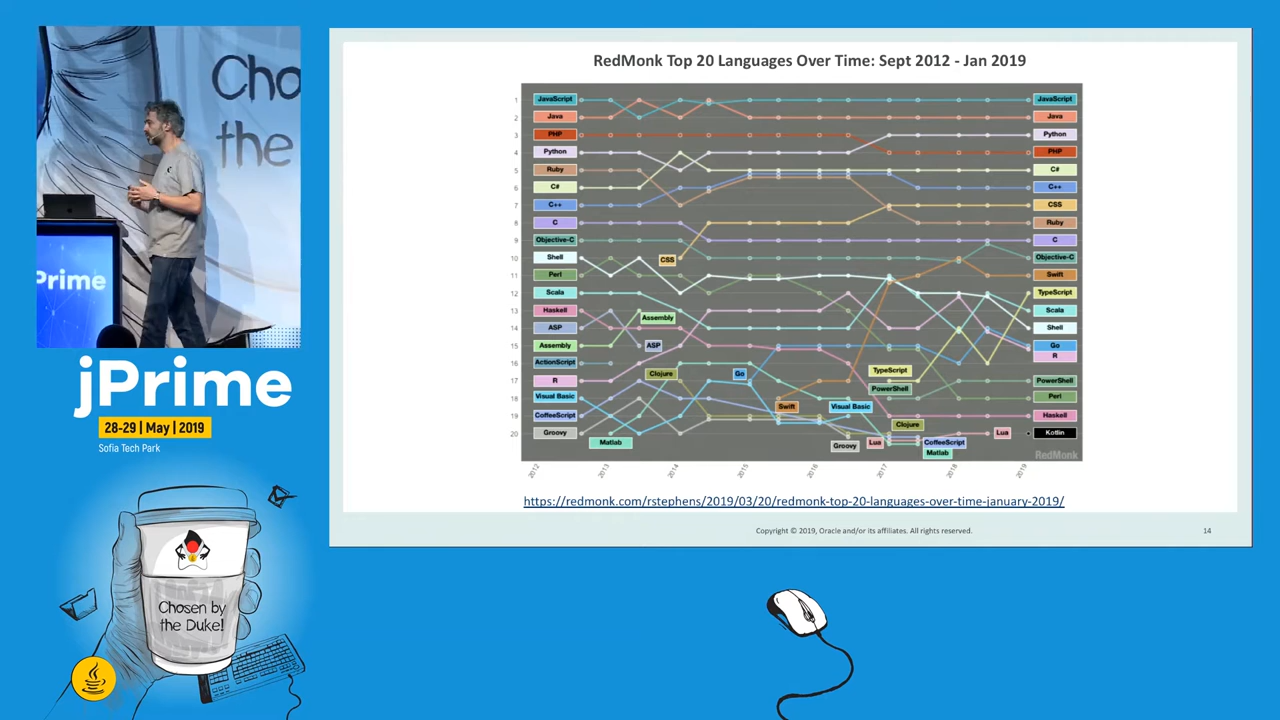 Cho
the
Prime
jPrime
28-29 | May | 2019
Sofia Tech Park
Chosen by
the Duke!
RedMonk Top 20 Languages Over Time: Sept 2012 - Jan 2019
1 JavaScript JavaScript
2 Java Java
3 PHP Python
4 Python PHP
5 Ruby C#
6 C# C++
7 C++ CSS
8 C Ruby
9 Objective-C C
10 Shell CSS Objective-C
11 Perl Swift
12 Scala TypeScript
13 Haskell Assembly Scala
14 ASP Shell
15 Assembly ASP Go
R
16 ActionScript TypeScript
Clojure Go
17 R PowerShell PowerShell
18 Visual Basic Swift Visual Basic Perl
19 CoffeeScript Haskell
Clojure
20 Groovy Lua Kotlin
Matlab Groovy Lua CoffeeScript
Matlab
RedMonk
2012 2013 2014 2015 2016 2017 2018 2019
https://redmonk.com/rstephens/2019/03/20/redmonk-top-20-languages-over-time-january-2019/
Copyright © 2019, Oracle and/or its affiliates. All rights reserved. 14